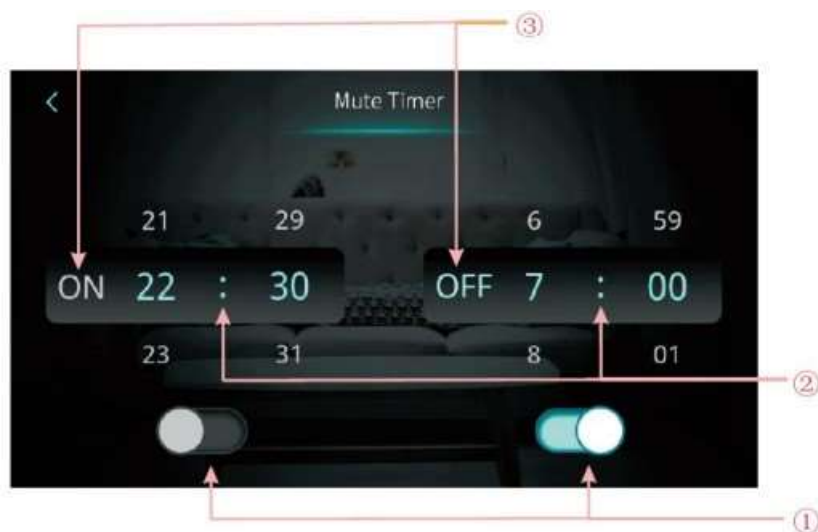 ③
< Mute Timer
21 29 6 59
ON 22 : 30 OFF 7 : 00
23 31 8 01
②
①